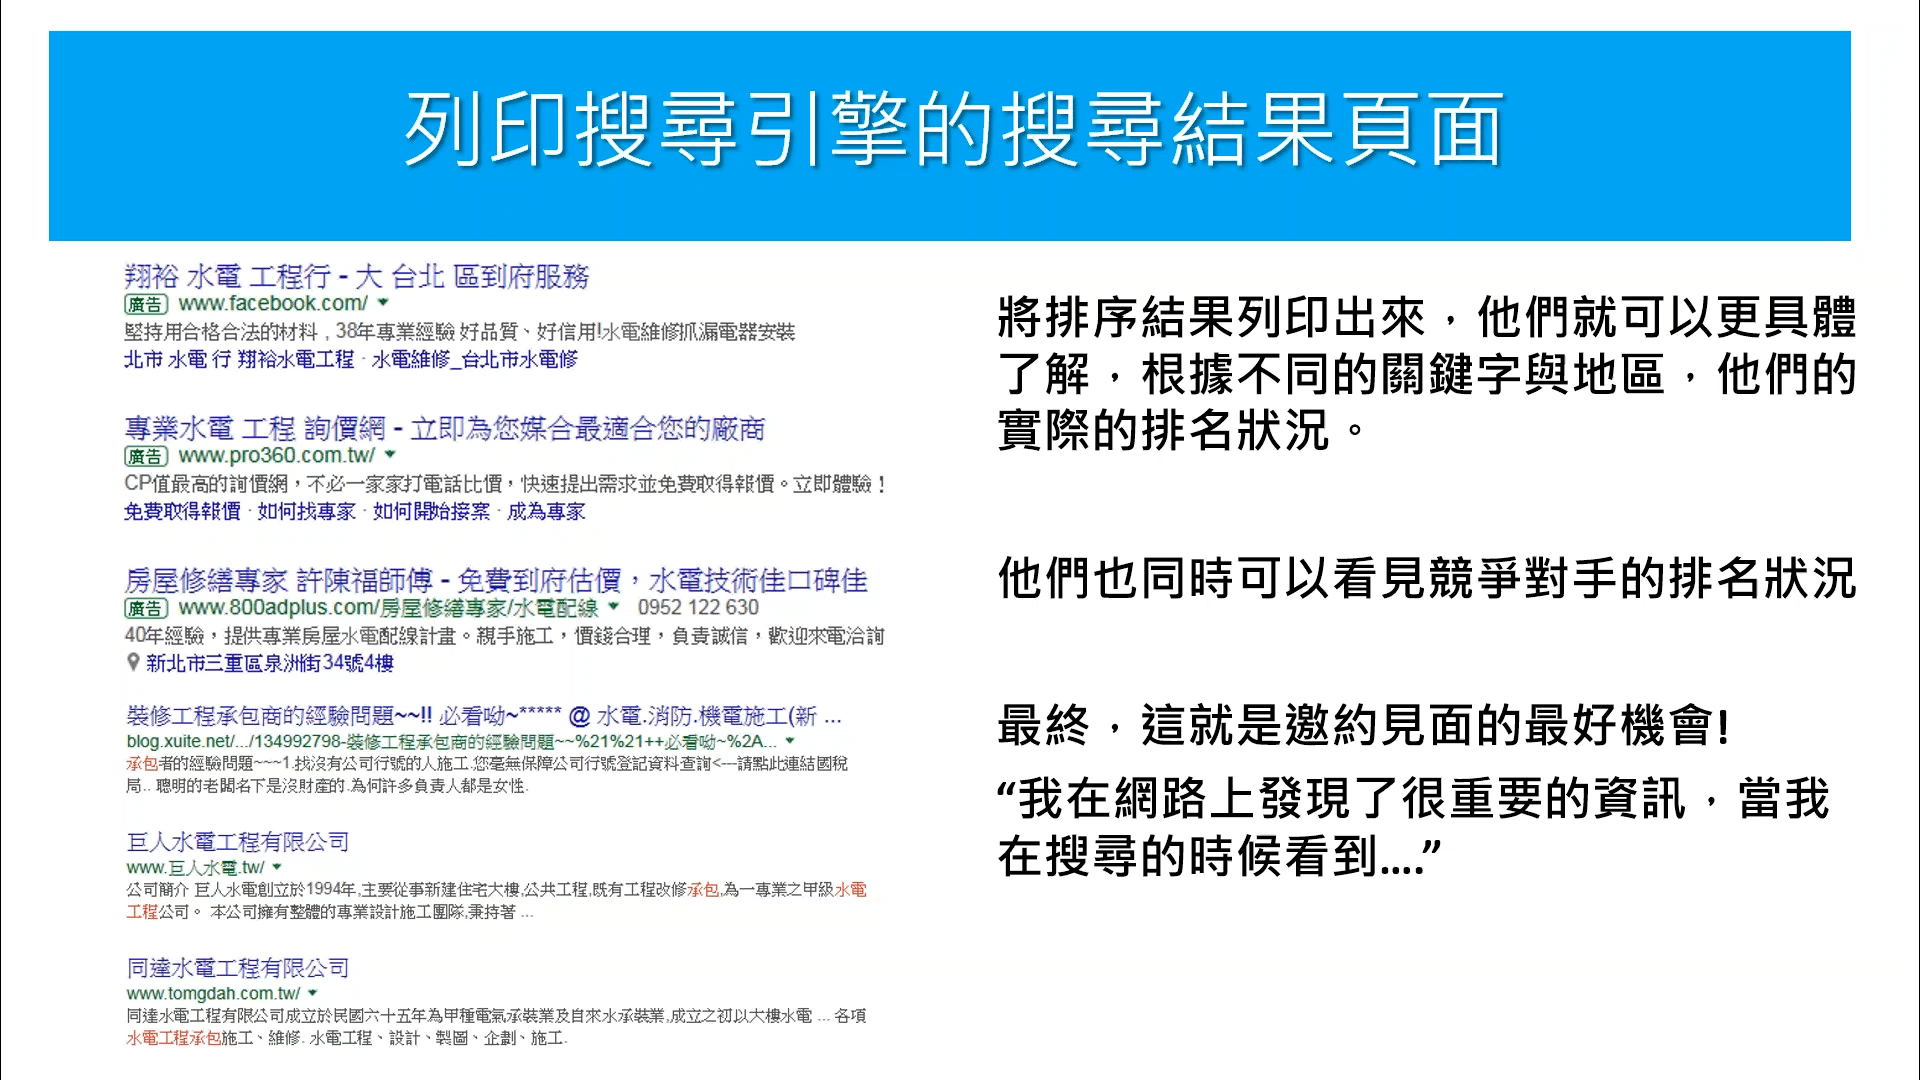 列印搜尋引擎的搜尋結果頁面
翔裕 水電 工程行 - 大 台北 區到府服務
廣告 www.facebook.com/
堅持用合格合法的材料,38年專業經驗 好品質、好信用!水電維修抓漏電器安裝
北市 水電 行 翔裕水電工程 · 水電維修_台北市水電修
專業水電 工程 詢價網 - 立即為您媒合最適合您的廠商
廣告 www.pro360.com.tw/
CP值最高的詢價網,不必一家家打電話比價,快速提出需求並免費取得報價。立即體驗!
免費取得報價 · 如何找專家 · 如何開始接案 · 成為專家
房屋修繕專家 許陳福師傅 - 免費到府估價,水電技術佳口碑佳
廣告 www.800adplus.com/房屋修繕專家/水電配線 0952 122 630
40年經驗,提供專業房屋水電配線計畫。親手施工,價錢合理,負責誠信,歡迎來電洽詢
新北市三重區泉洲街34號4樓
裝修工程承包商的經驗問題~~!! 必看呦~***** @ 水電.消防.機電施工(新 ...
blog.xuite.net/.../134992798-裝修工程承包商的經驗問題~~%21%21++必看呦~%2A...
承包者的經驗問題~~~1.找沒有公司行號的人施工.您毫無保障公司行號登記資料查詢<---請點此連結國稅
局.. 聰明的老闆名下是沒財產的.為何許多負責人都是女性.
巨人水電工程有限公司
www.巨人水電.tw/
公司簡介 巨人水電創立於1994年,主要從事新建住宅大樓,公共工程,既有工程改修承包,為一專業之甲級水電
工程公司。 本公司擁有整體的專業設計施工團隊,秉持著 ...
同達水電工程有限公司
www.tomgdah.com.tw/
同達水電工程有限公司成立於民國六十五年為甲種電氣承裝業及自來水承裝業,成立之初以大樓水電 ... 各項
水電工程承包施工、維修. 水電工程、設計、製圖、企劃、施工.
將排序結果列印出來,他們就可以更具體
了解,根據不同的關鍵字與地區,他們的
實際的排名狀況。
他們也同時可以看見競爭對手的排名狀況
最終,這就是邀約見面的最好機會!
“我在網路上發現了很重要的資訊,當我
在搜尋的時候看到....”